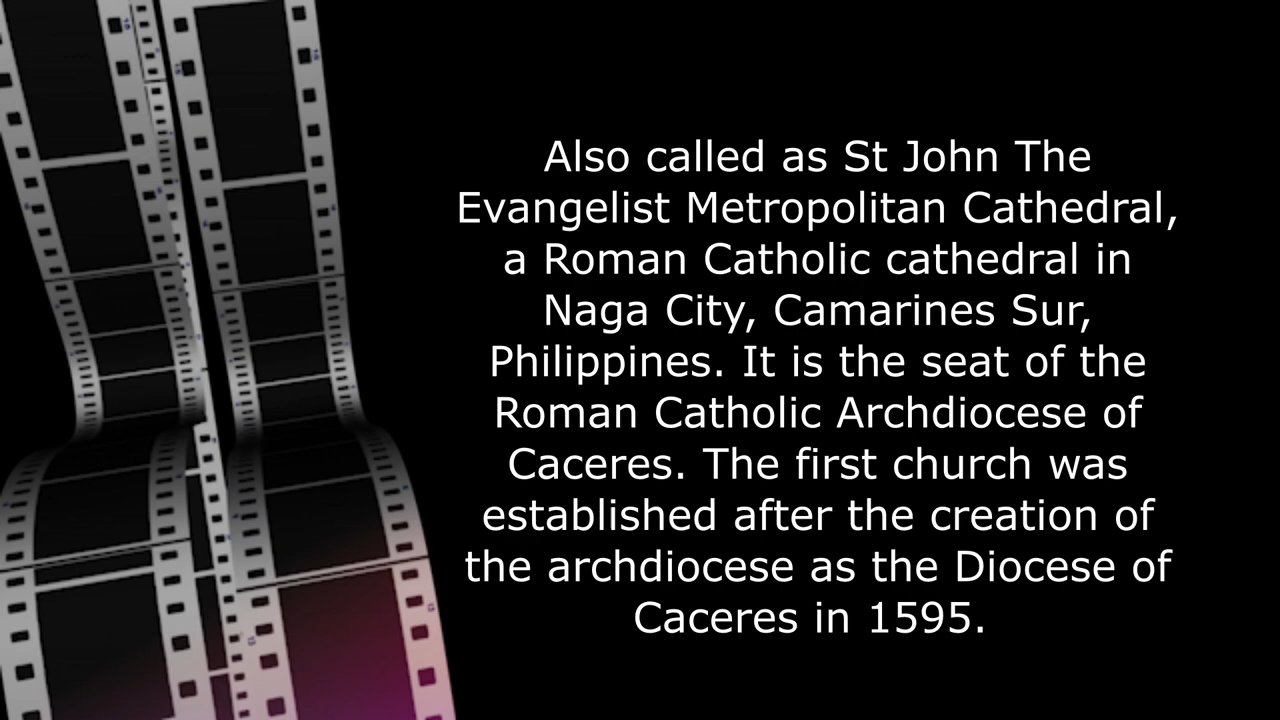 Also called as St John The
Evangelist Metropolitan Cathedral,
a Roman Catholic cathedral in
Naga City, Camarines Sur,
Philippines. It is the seat of the
Roman Catholic Archdiocese of
Caceres. The first church was
established after the creation of
the archdiocese as the Diocese of
Caceres in 1595.